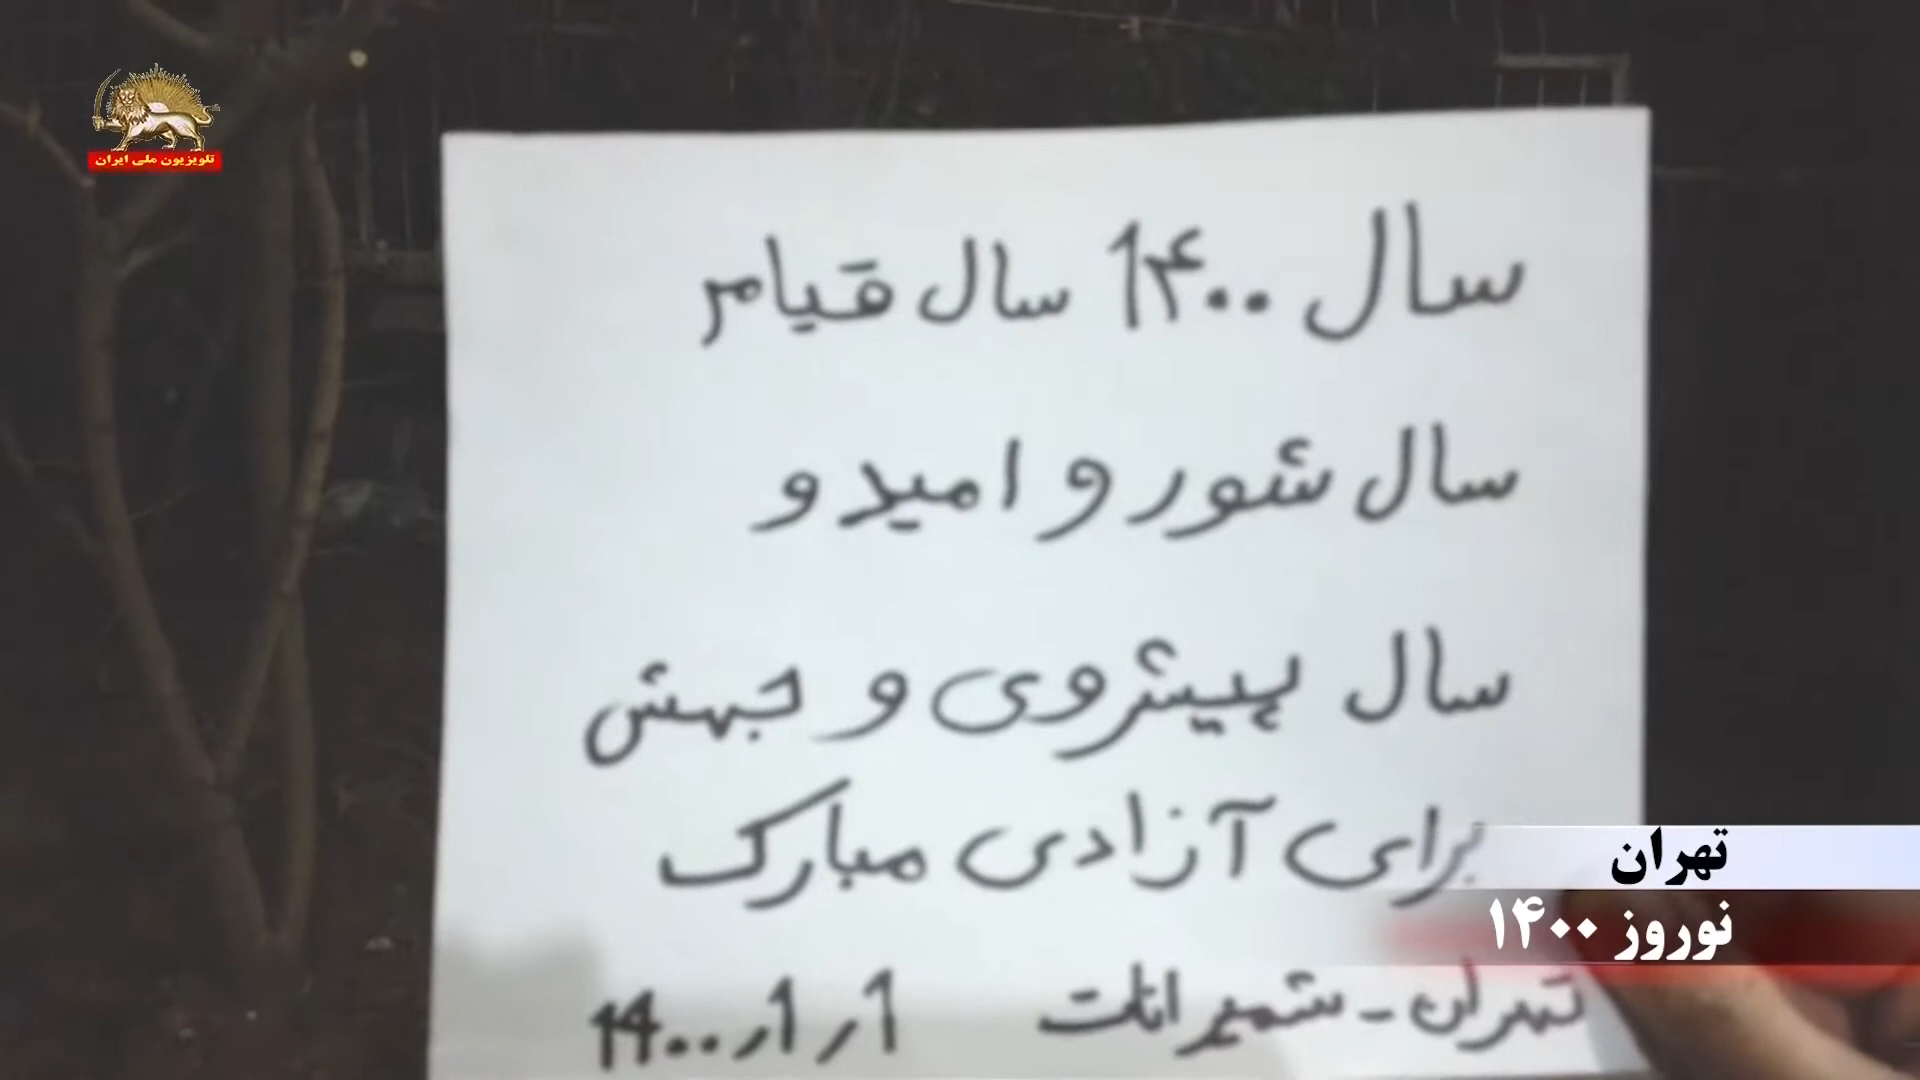 تلویزیون ملی ایران
سال ۱۴۰۰ سال قیام
سال شور و امید و
سال پیشروی و جهش
برای آزادی مبارک
تهران - شمیرانات ۱/۱/۱۴۰۰
تهران
نوروز ۱۴۰۰